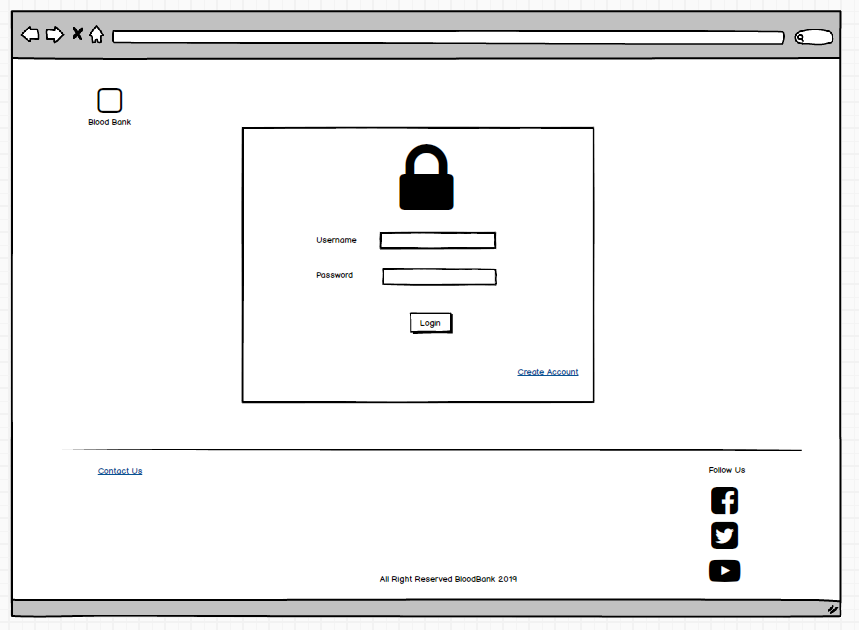 Blood Bank
Username
Password
Login
Create Account
Contact Us
Follow Us
All Right Reserved BloodBank 2019